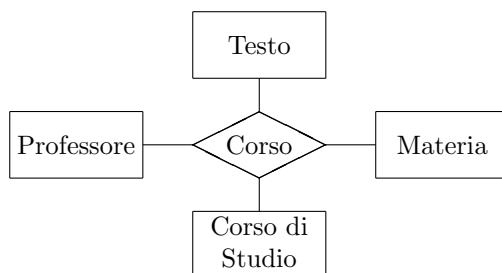 Testo
Professore
Corso
Materia
Corso di
Studio